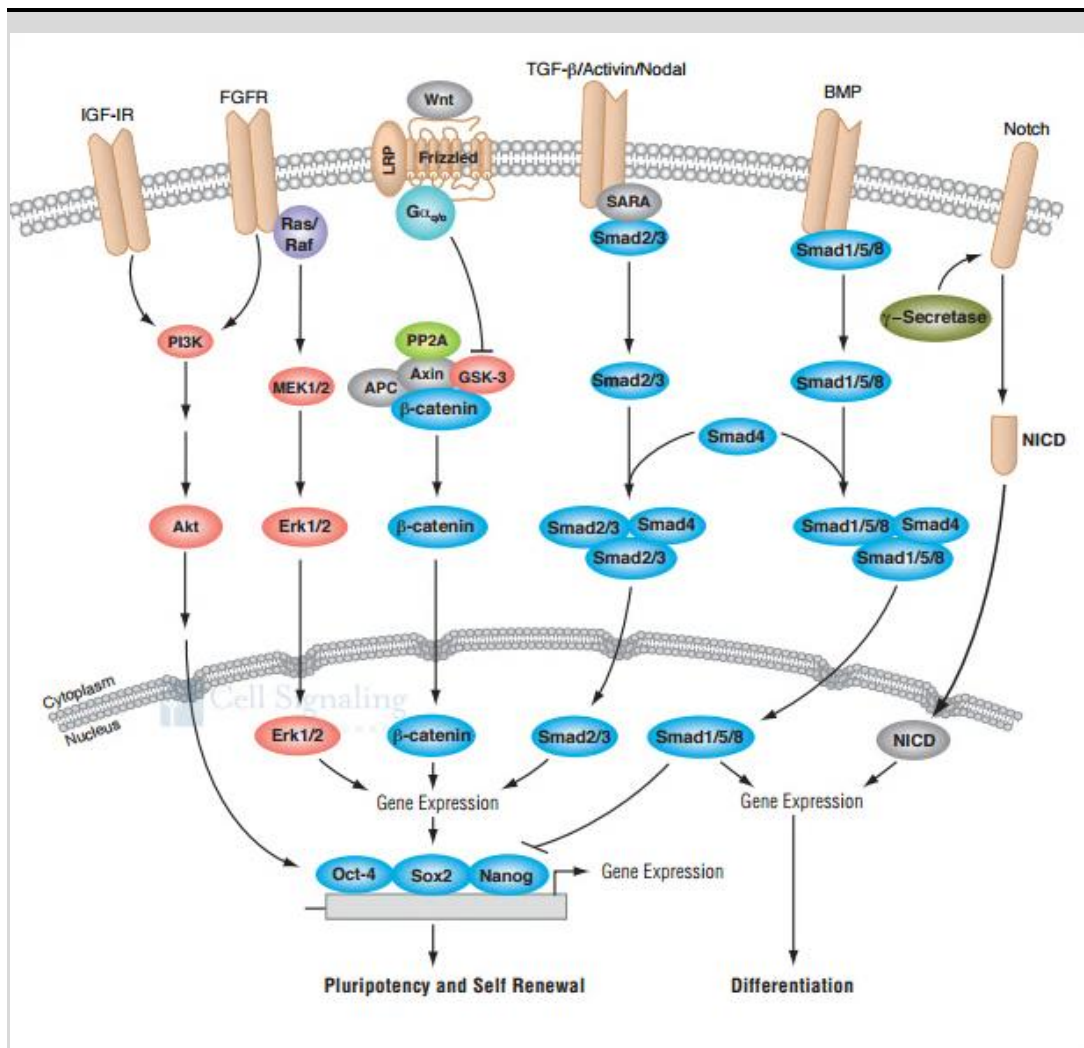 TGF-β/Activin/Nodal
BMP
Notch
IGF-IR
FGFR
Wnt
LRP
Frizzled
Gαq/o
Ras/
Raf
SARA
Smad2/3
Smad1/5/8
γ–Secretase
PI3K
MEK1/2
PP2A
APC
Axin
GSK-3
β-catenin
Smad2/3
Smad1/5/8
Smad4
NICD
Akt
Erk1/2
β-catenin
Smad2/3
Smad4
Smad2/3
Smad1/5/8
Smad4
Smad1/5/8
Cytoplasm
Nucleus
Cell Signaling
Erk1/2
β-catenin
Smad2/3
Smad1/5/8
NICD
Gene Expression
Gene Expression
Oct-4
Sox2
Nanog
Gene Expression
Pluripotency and Self Renewal
Differentiation